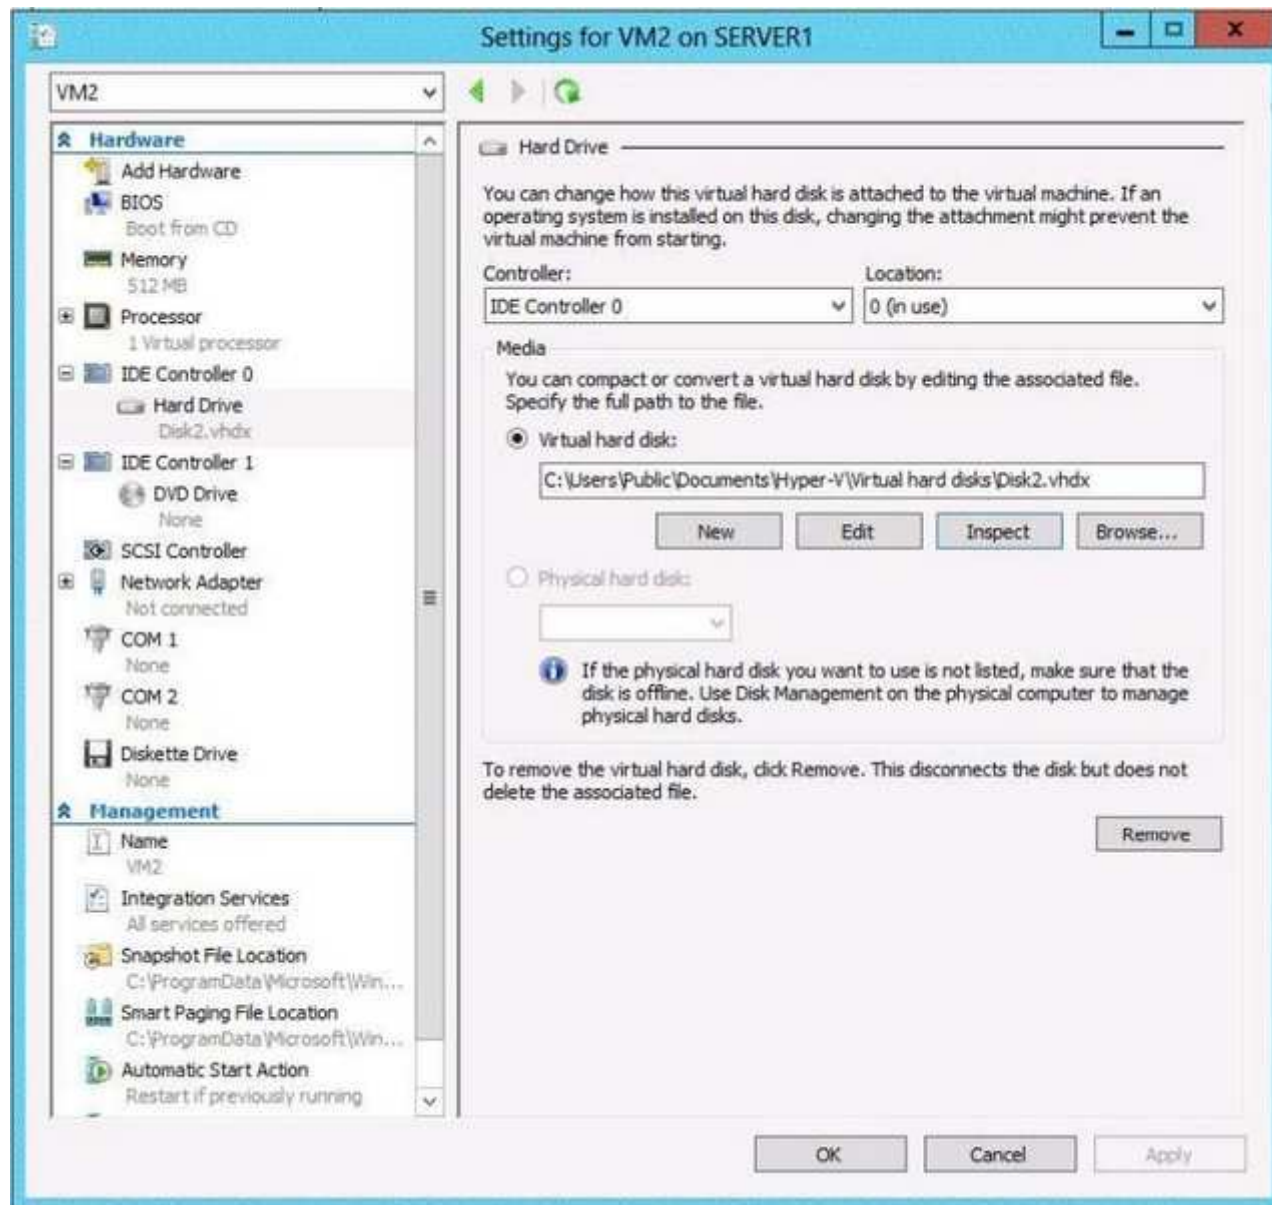 Settings for VM2 on SERVER1
VM2
Hardware
Add Hardware
BIOS
Boot from CD
Memory
512 MB
Processor
1 Virtual processor
IDE Controller 0
Hard Drive
Disk2.vhdx
IDE Controller 1
DVD Drive
None
SCSI Controller
Network Adapter
Not connected
COM 1
None
COM 2
None
Diskette Drive
None
Management
Name
VM2
Integration Services
All services offered
Snapshot File Location
C:\ProgramData\Microsoft\Win...
Smart Paging File Location
C:\ProgramData\Microsoft\Win...
Automatic Start Action
Restart if previously running
Hard Drive
You can change how this virtual hard disk is attached to the virtual machine. If an
operating system is installed on this disk, changing the attachment might prevent the
virtual machine from starting.
Controller:
Location:
IDE Controller 0
0 (in use)
Media
You can compact or convert a virtual hard disk by editing the associated file.
Specify the full path to the file.
Virtual hard disk:
C:\Users\Public\Documents\Hyper-V\Virtual hard disks\Disk2.vhdx
New
Edit
Inspect
Browse...
Physical hard disk:
If the physical hard disk you want to use is not listed, make sure that the
disk is offline. Use Disk Management on the physical computer to manage
physical hard disks.
To remove the virtual hard disk, click Remove. This disconnects the disk but does not
delete the associated file.
Remove
OK
Cancel
Apply